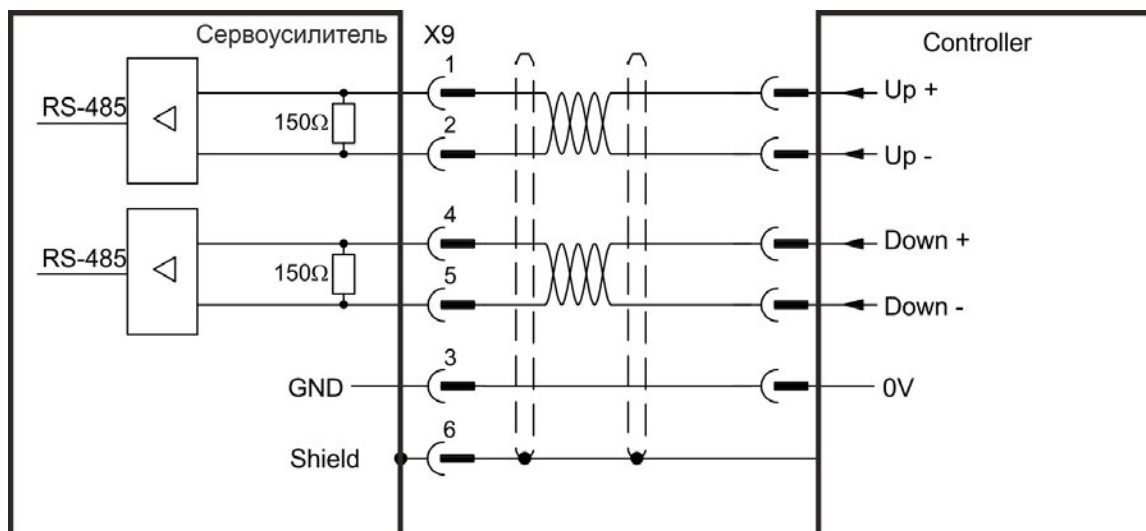 Сервоусилитель
X9
Controller
1
RS-485
150Ω
Up +
2
Up -
4
RS-485
150Ω
Down +
5
Down -
3
GND
0V
6
Shield